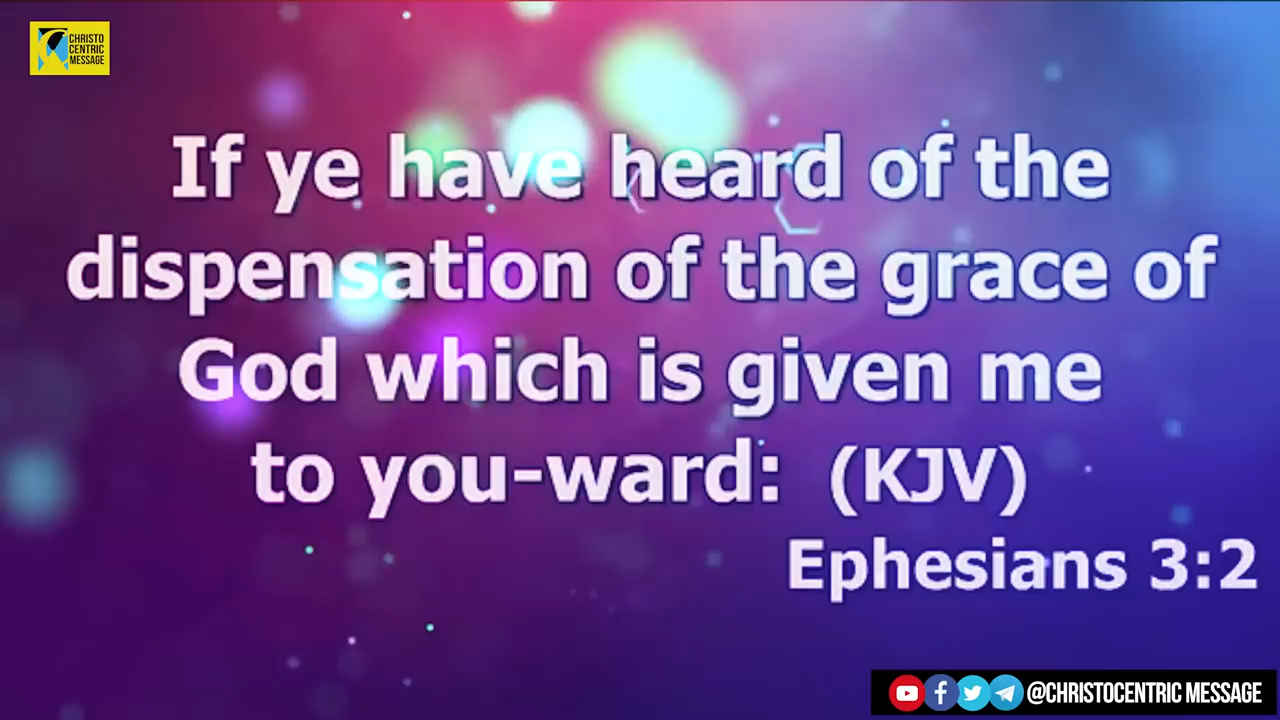 CHRISTO
CENTRIC
MESSAGE
If ye have heard of the
dispensation of the grace of
God which is given me
to you-ward: (KJV)
Ephesians 3:2
@CHRISTOCENTRIC MESSAGE